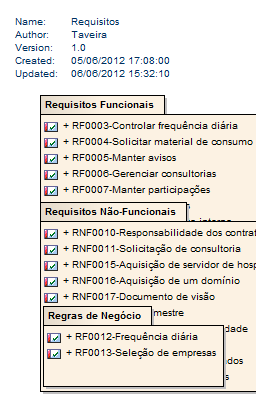 Name: Requisitos
Author: Taveira
Version: 1.0
Created: 05/06/2012 17:08:00
Updated: 06/06/2012 15:32:10
Requisitos Funcionais
+ RF0003-Controlar frequência diária
+ RF0004-Solicitar material de consumo
+ RF0005-Manter avisos
+ RF0006-Gerenciar consultorias
+ RF0007-Manter participações
Requisitos Não-Funcionais
+ RNF0010-Responsabilidade dos contrat
+ RNF0011-Solicitação de consultoria
+ RNF0015-Aquisição de servidor de hosp
+ RNF0016-Aquisição de um domínio
+ RNF0017-Documento de visão
mestre
Regras de Negócio
dade
+ RF0012-Frequência diária
+ RF0013-Seleção de empresas
ados
s